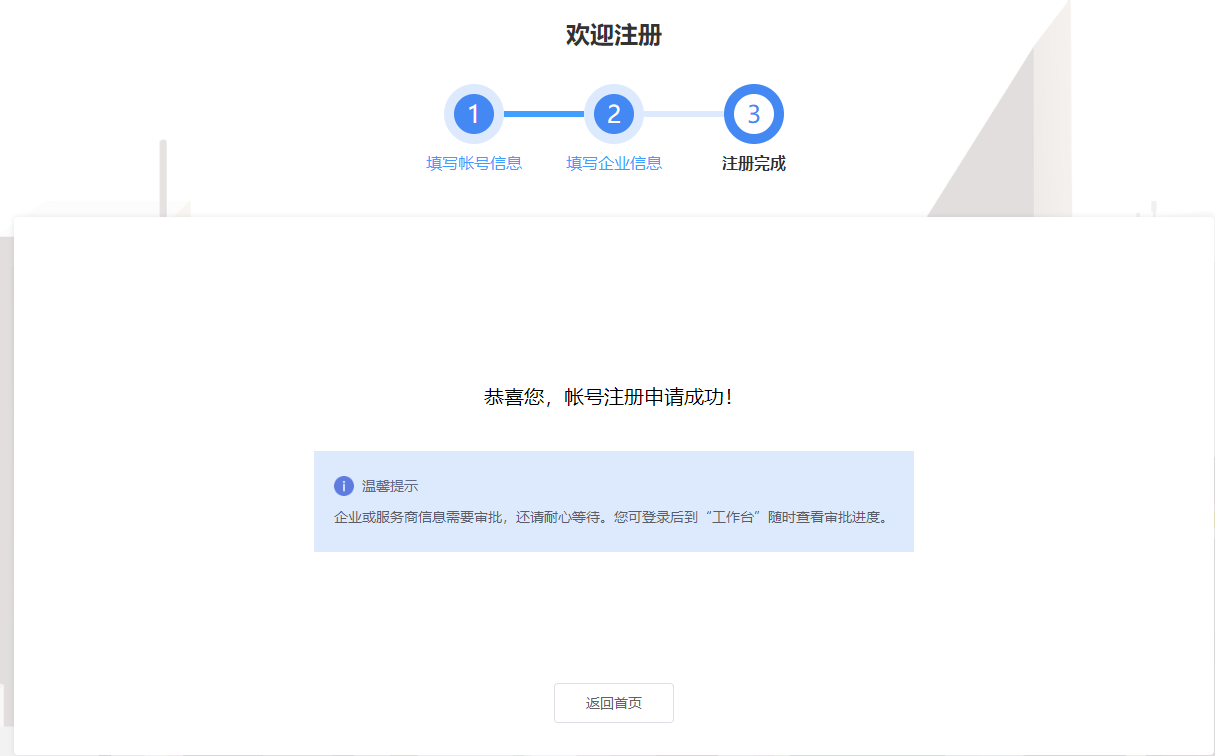 欢迎注册
1 2 3
填写帐号信息 填写企业信息 注册完成
恭喜您，帐号注册申请成功！
i 温馨提示
企业或服务商信息需要审批，还请耐心等待。您可登录后到“工作台”随时查看审批进度。
返回首页